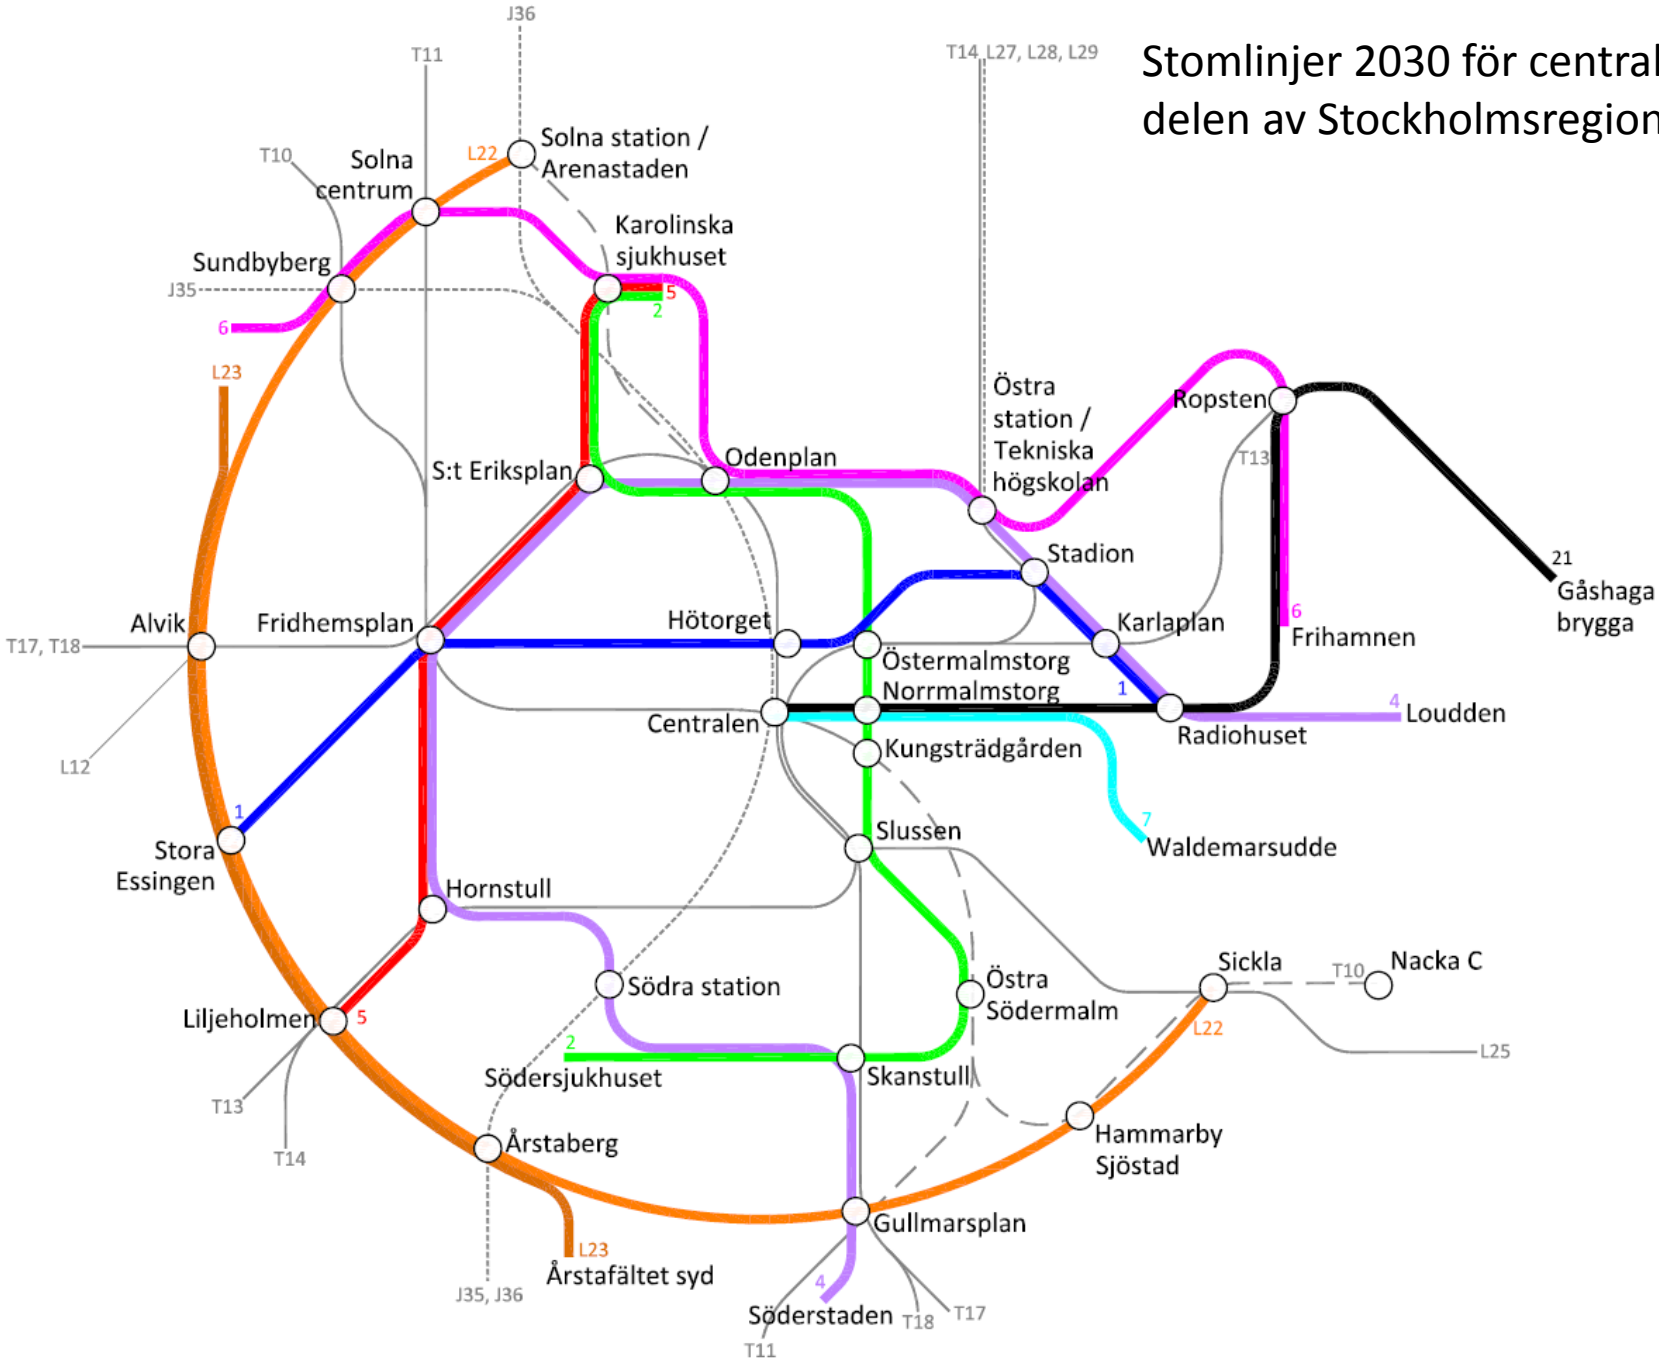 J36
T11
T14 L27, L28, L29
Stomlinjer 2030 för central
delen av Stockholmsregion
T10
Solna
centrum
L22
Solna station /
Arenastaden
Karolinska
sjukhuset
Sundbyberg
J35
6
5
2
L23
Östra
station /
Tekniska
högskolan
Ropsten
T13
S:t Eriksplan
Odenplan
Stadion
21
Gåshaga
brygga
Alvik
T17, T18
Fridhemsplan
Hötorget
Karlaplan
6
Frihamnen
Östermalmstorg
Norrmalmstorg
1
4
Loudden
Centralen
Radiohuset
Kungsträdgården
L12
1
Stora
Essingen
Slussen
7
Waldemarsudde
Hornstull
Södra station
Östra
Södermalm
Sickla
T10
Nacka C
Liljeholmen
5
L22
2
L25
Södersjukhuset
Skanstull
T13
T14
Årstaberg
Hammarby
Sjöstad
Gullmarsplan
L23
Årstafältet syd
J35, J36
4
Söderstaden
T18
T17
T11